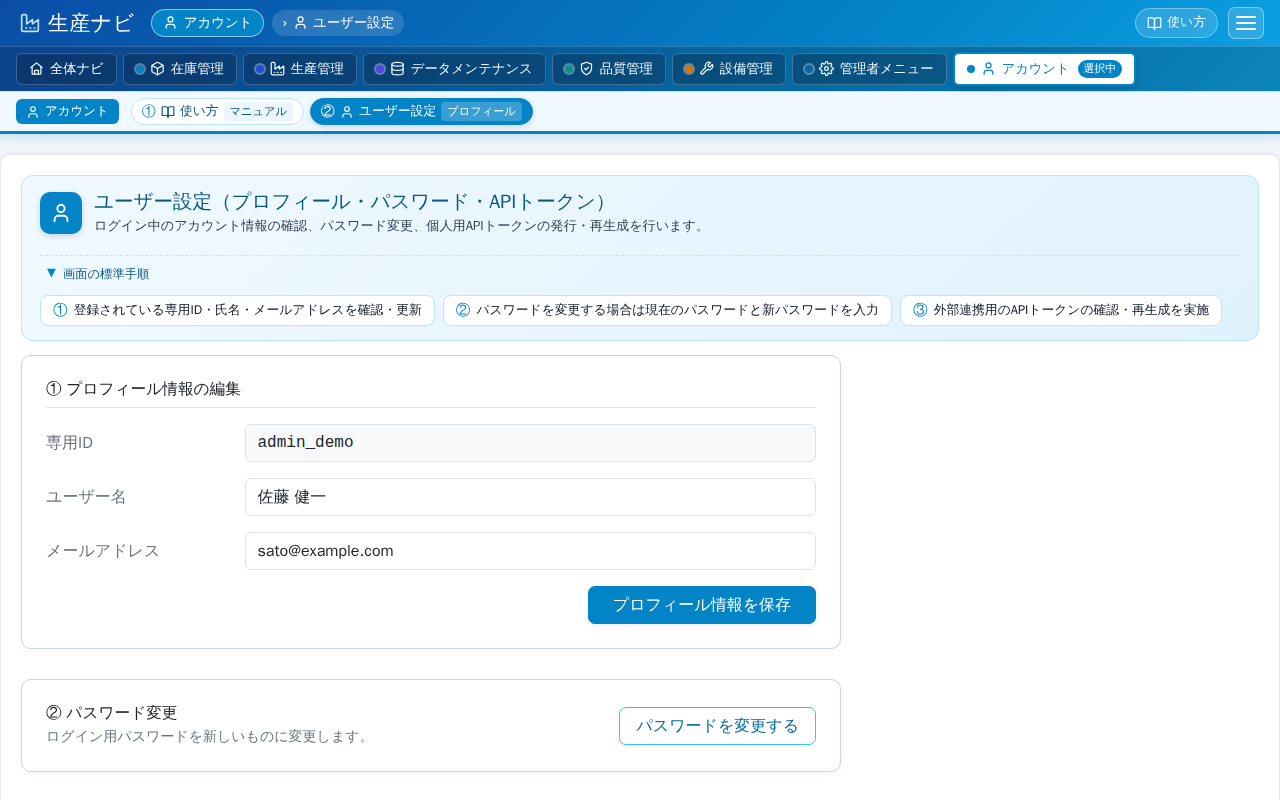 生産ナビ アカウント › ユーザー設定 使い方
全体ナビ 在庫管理 生産管理 データメンテナンス 品質管理 設備管理 管理者メニュー アカウント 選択中
アカウント ① 使い方 マニュアル ② ユーザー設定 プロフィール
ユーザー設定（プロフィール・パスワード・APIトークン）
ログイン中のアカウント情報の確認、パスワード変更、個人用APIトークンの発行・再生成を行います。
▼ 画面の標準手順
① 登録されている専用ID・氏名・メールアドレスを確認・更新 ② パスワードを変更する場合は現在のパスワードと新パスワードを入力 ③ 外部連携用のAPIトークンの確認・再生成を実施
① プロフィール情報の編集
専用ID admin_demo
ユーザー名 佐藤 健一
メールアドレス sato@example.com
プロフィール情報を保存
② パスワード変更
ログイン用パスワードを新しいものに変更します。
パスワードを変更する